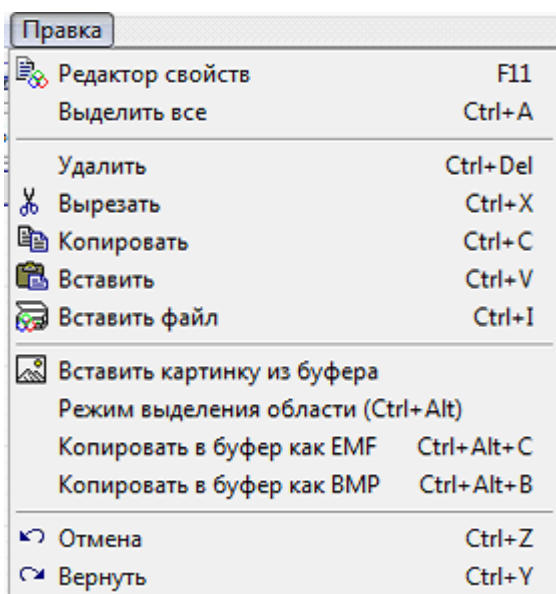 Правка
Редактор свойств F11
Выделить все Ctrl+A
Удалить Ctrl+Del
Вырезать Ctrl+X
Копировать Ctrl+C
Вставить Ctrl+V
Вставить файл Ctrl+I
Вставить картинку из буфера
Режим выделения области (Ctrl+Alt)
Копировать в буфер как EMF Ctrl+Alt+C
Копировать в буфер как BMP Ctrl+Alt+B
Отмена Ctrl+Z
Вернуть Ctrl+Y